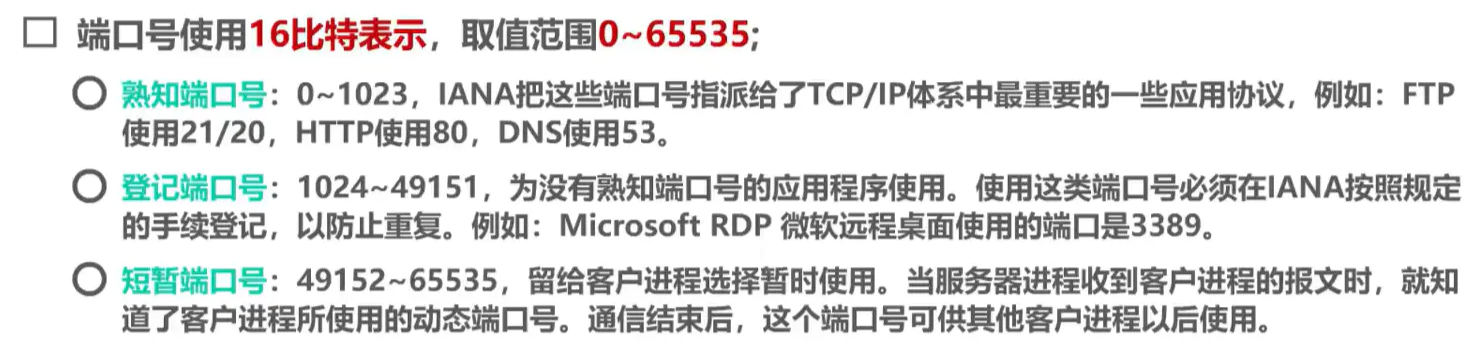 端口号使用16比特表示，取值范围0~65535;
熟知端口号：0~1023，IANA把这些端口号指派给了TCP/IP体系中最重要的一些应用协议，例如：FTP
使用21/20，HTTP使用80，DNS使用53。
登记端口号：1024~49151，为没有熟知端口号的应用程序使用。使用这类端口号必须在IANA按照规定
的手续登记，以防止重复。例如：Microsoft RDP 微软远程桌面使用的端口是3389。
短暂端口号：49152~65535，留给客户进程选择暂时使用。当服务器进程收到客户进程的报文时，就知
道了客户进程所使用的动态端口号。通信结束后，这个端口号可供其他客户进程以后使用。